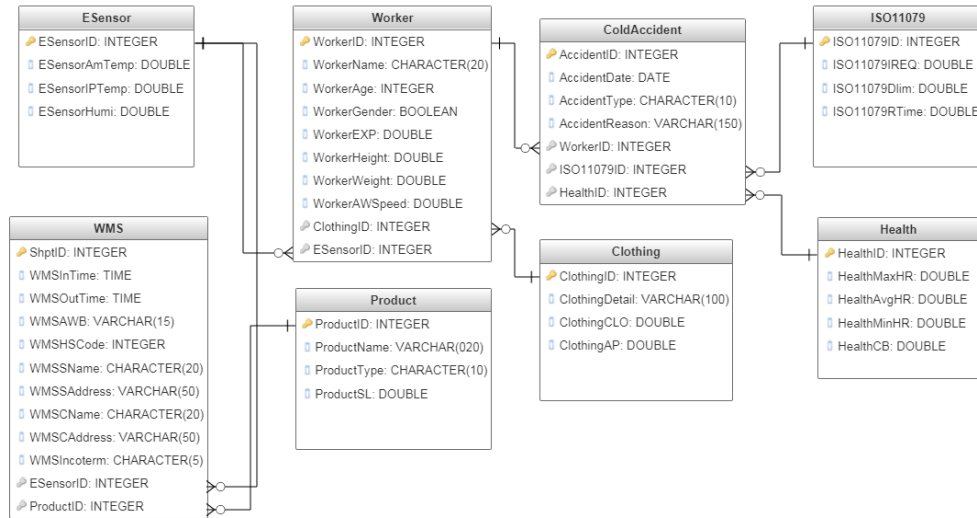 ESensor
ESensorID: INTEGER
ESensorAmTemp: DOUBLE
ESensorIPTemp: DOUBLE
ESensorHumi: DOUBLE
Worker
WorkerID: INTEGER
WorkerName: CHARACTER(20)
WorkerAge: INTEGER
WorkerGender: BOOLEAN
WorkerEXP: DOUBLE
WorkerHeight: DOUBLE
WorkerWeight: DOUBLE
WorkerAWSpeed: DOUBLE
ClothingID: INTEGER
ESensorID: INTEGER
ColdAccident
AccidentID: INTEGER
AccidentDate: DATE
AccidentType: CHARACTER(10)
AccidentReason: VARCHAR(150)
WorkerID: INTEGER
ISO11079ID: INTEGER
HealthID: INTEGER
ISO11079
ISO11079ID: INTEGER
ISO11079IREQ: DOUBLE
ISO11079Dlim: DOUBLE
ISO11079RTime: DOUBLE
WMS
ShptID: INTEGER
WMSInTime: TIME
WMSOutTime: TIME
WMSAWB: VARCHAR(15)
WMSHSCode: INTEGER
WMSSName: CHARACTER(20)
WMSSAddress: VARCHAR(50)
WMSCName: CHARACTER(20)
WMSCAddress: VARCHAR(50)
WMSIncoterm: CHARACTER(5)
ESensorID: INTEGER
ProductID: INTEGER
Product
ProductID: INTEGER
ProductName: VARCHAR(020)
ProductType: CHARACTER(10)
ProductSL: DOUBLE
Clothing
ClothingID: INTEGER
ClothingDetail: VARCHAR(100)
ClothingCLO: DOUBLE
ClothingAP: DOUBLE
Health
HealthID: INTEGER
HealthMaxHR: DOUBLE
HealthAvgHR: DOUBLE
HealthMinHR: DOUBLE
HealthCB: DOUBLE